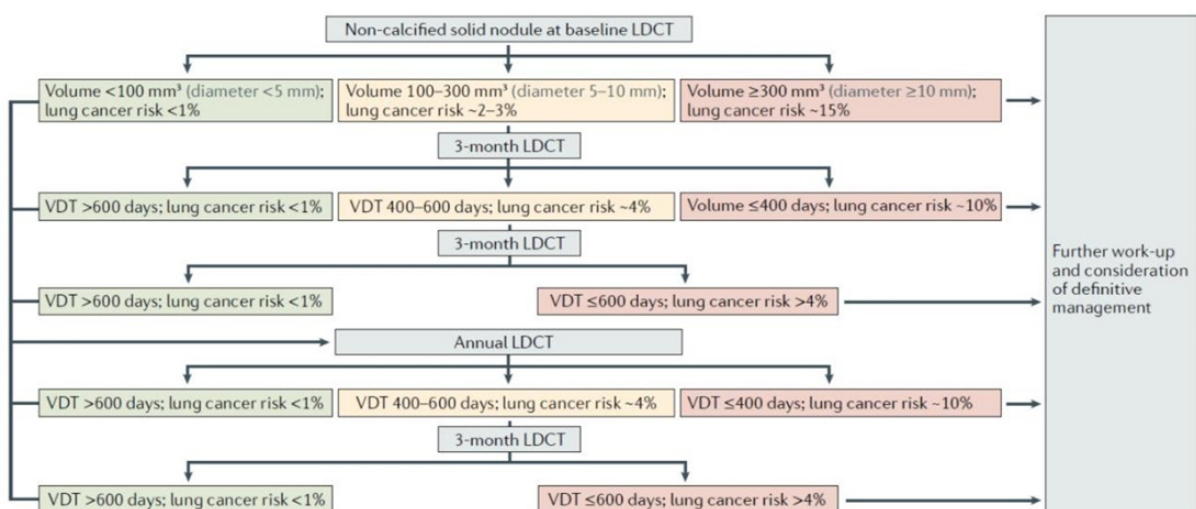 Non-calcified solid nodule at baseline LDCT
Volume <100 mm³ (diameter <5 mm);
lung cancer risk <1%
Volume 100–300 mm³ (diameter 5–10 mm);
lung cancer risk ~2–3%
Volume ≥300 mm³ (diameter ≥10 mm);
lung cancer risk ~15%
3-month LDCT
VDT >600 days; lung cancer risk <1%
VDT 400–600 days; lung cancer risk ~4%
Volume ≤400 days; lung cancer risk ~10%
3-month LDCT
Further work-up
and consideration
of definitive
management
VDT >600 days; lung cancer risk <1%
VDT ≤600 days; lung cancer risk >4%
Annual LDCT
VDT >600 days; lung cancer risk <1%
VDT 400–600 days; lung cancer risk ~4%
VDT ≤400 days; lung cancer risk ~10%
3-month LDCT
VDT >600 days; lung cancer risk <1%
VDT ≤600 days; lung cancer risk >4%